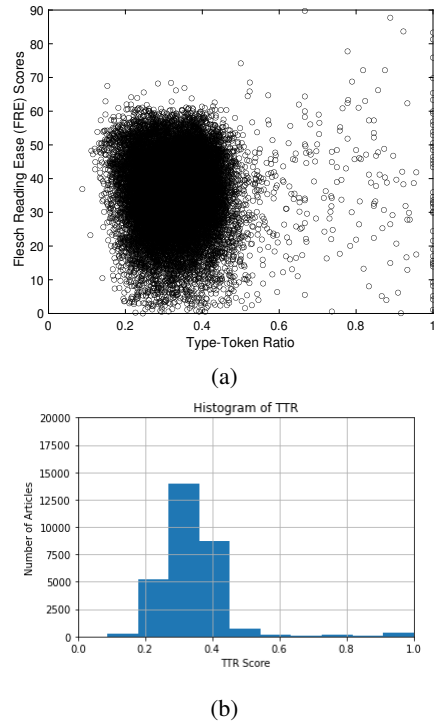 90
80
70
60
50
40
30
20
10
0
Flesch Reading Ease (FRE) Scores
0 0.2 0.4 0.6 0.8 1
Type-Token Ratio
(a)
Histogram of TTR
20000
17500
15000
12500
10000
7500
5000
2500
0
Number of Articles
0.0 0.2 0.4 0.6 0.8 1.0
TTR Score
(b)